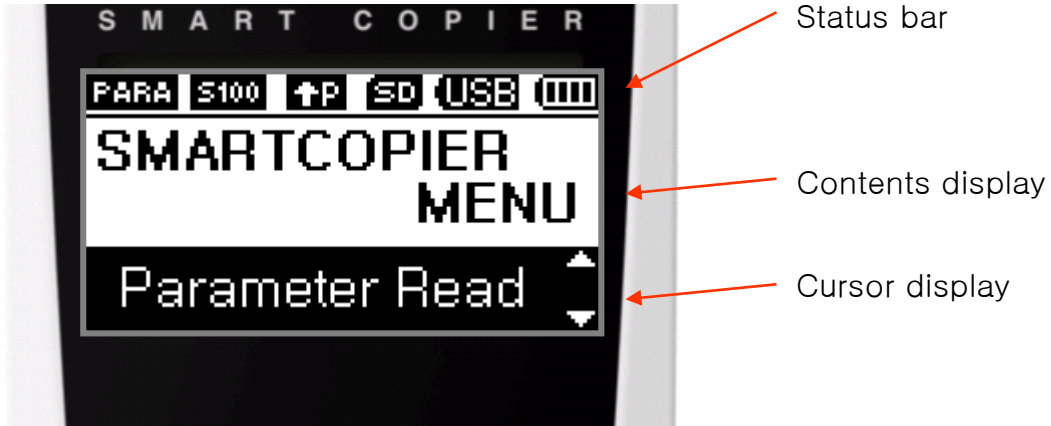 SMART COPIER
Status bar
PARA S100 ↑P SD USB
SMARTCOPIER
MENU
Contents display
Parameter Read
Cursor display